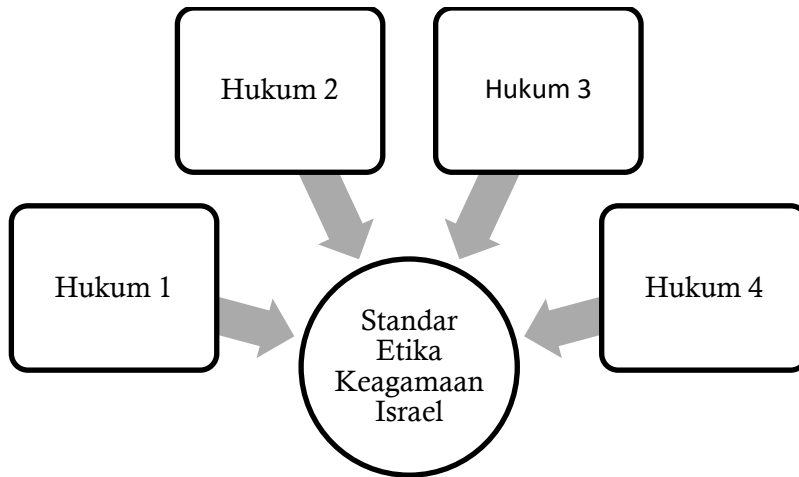 Hukum 2
Hukum 3
Hukum 1
Hukum 4
Standar
Etika
Keagamaan
Israel